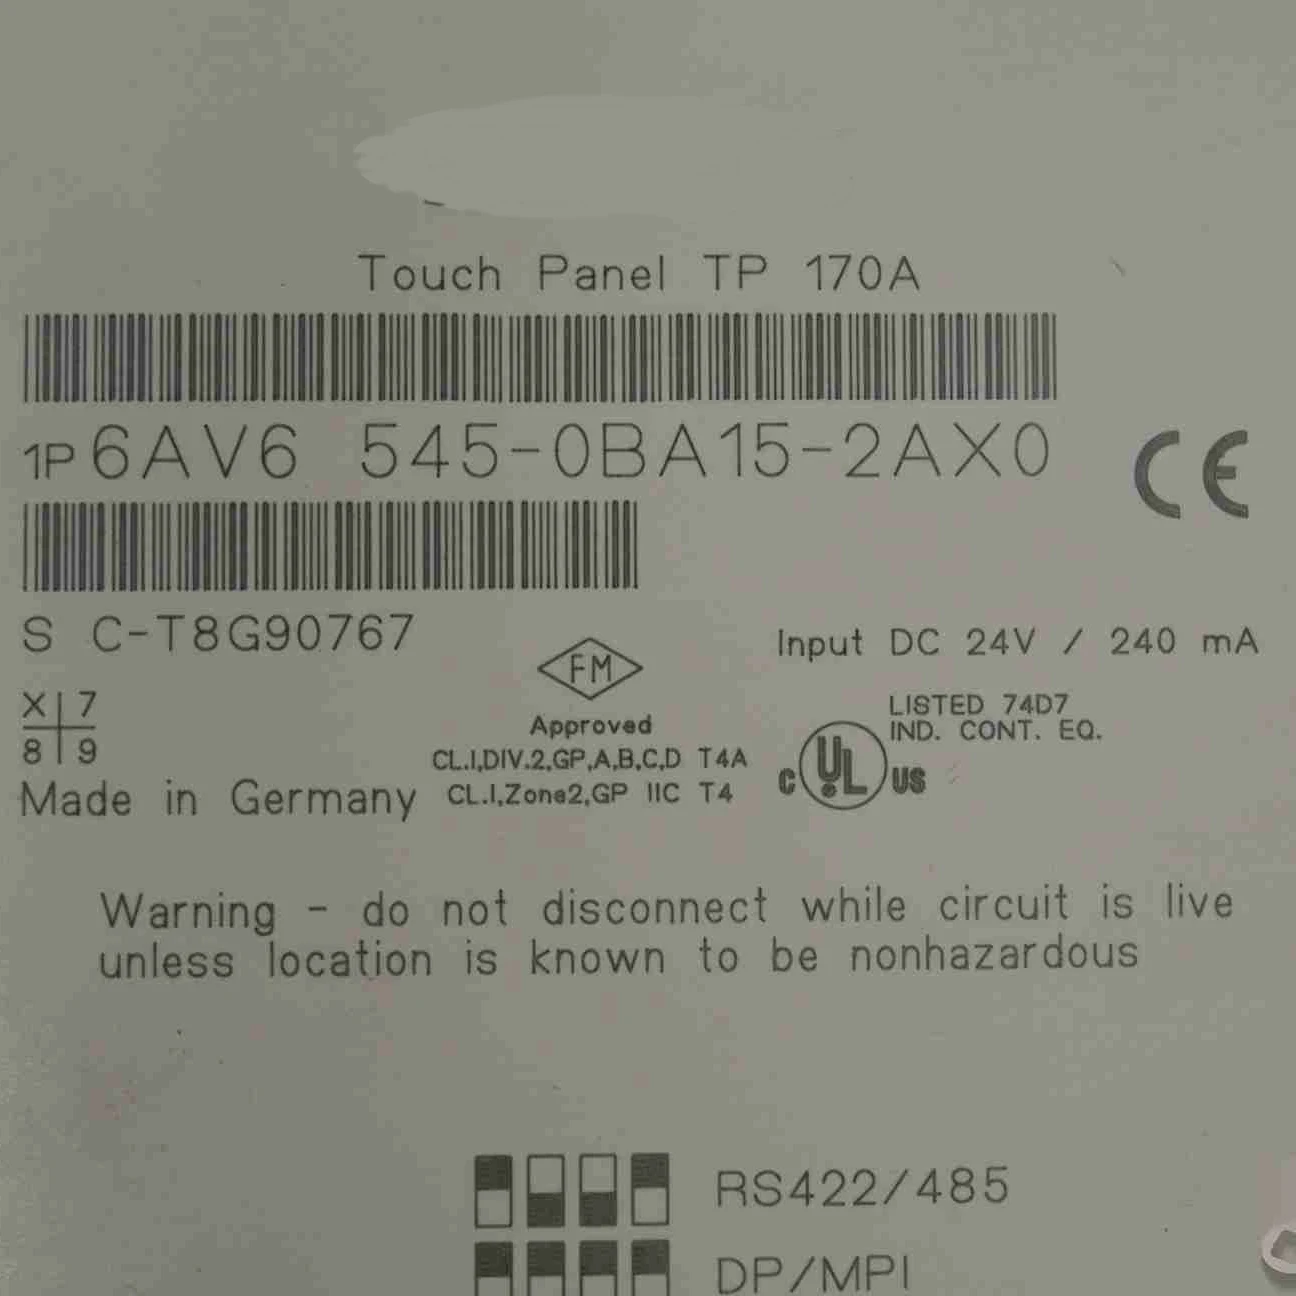 Touch Panel TP 170A
1P 6AV6 545-0BA15-2AX0
CE
S C-T8G90767
Input DC 24V / 240 mA
X 7
8 9
FM
Approved
CL.I,DIV.2,GP,A,B,C,D T4A
CL.I,Zone2,GP IIC T4
LISTED 74D7
IND. CONT. EQ.
C UL US
Made in Germany
Warning - do not disconnect while circuit is live
unless location is known to be nonhazardous
RS422/485
DP/MPI